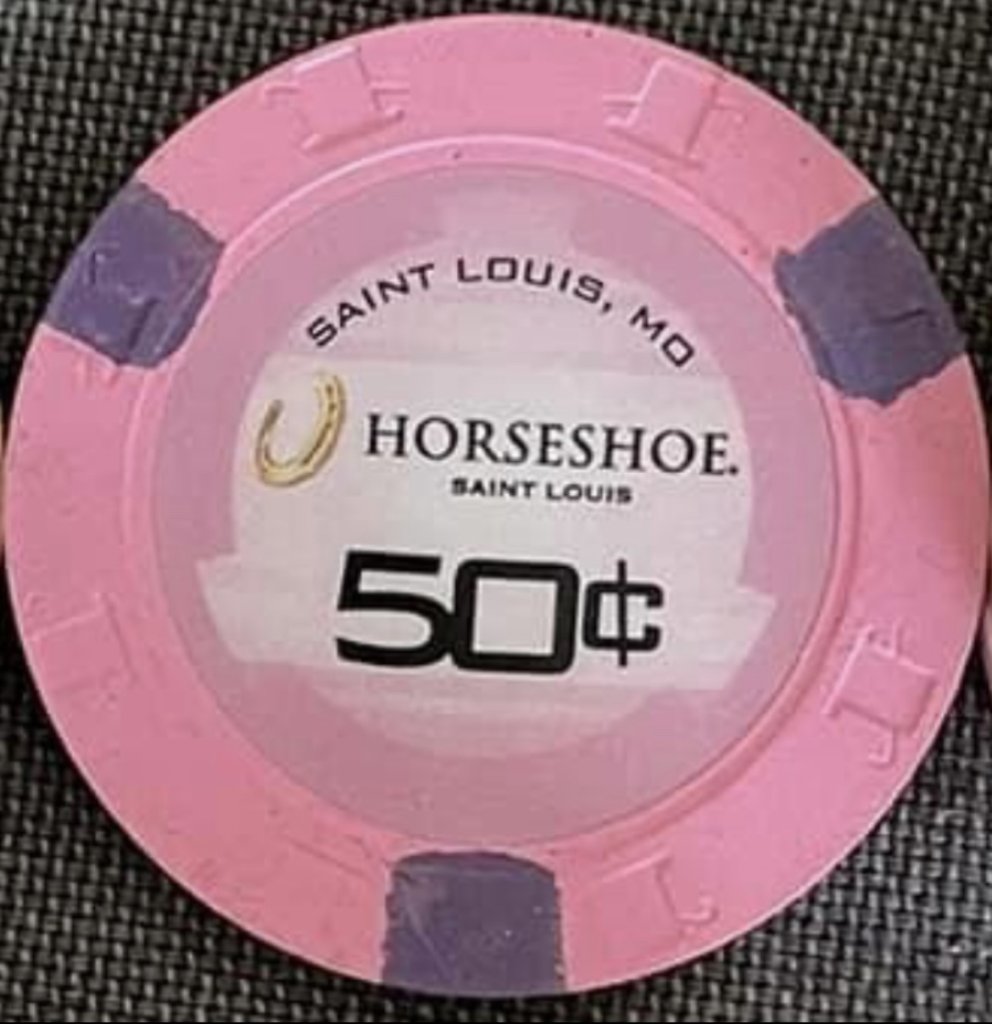 SAINT LOUIS, MO
HORSESHOE.
SAINT LOUIS
50¢